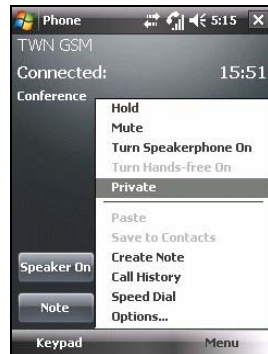 Phone 5:15
TWN GSM
Connected: 15:51
Conference
Hold
Mute
Turn Speakerphone On
Turn Hands-free On
Private
Paste
Save to Contacts
Create Note
Call History
Speed Dial
Options...
Speaker On
Note
Keypad Menu